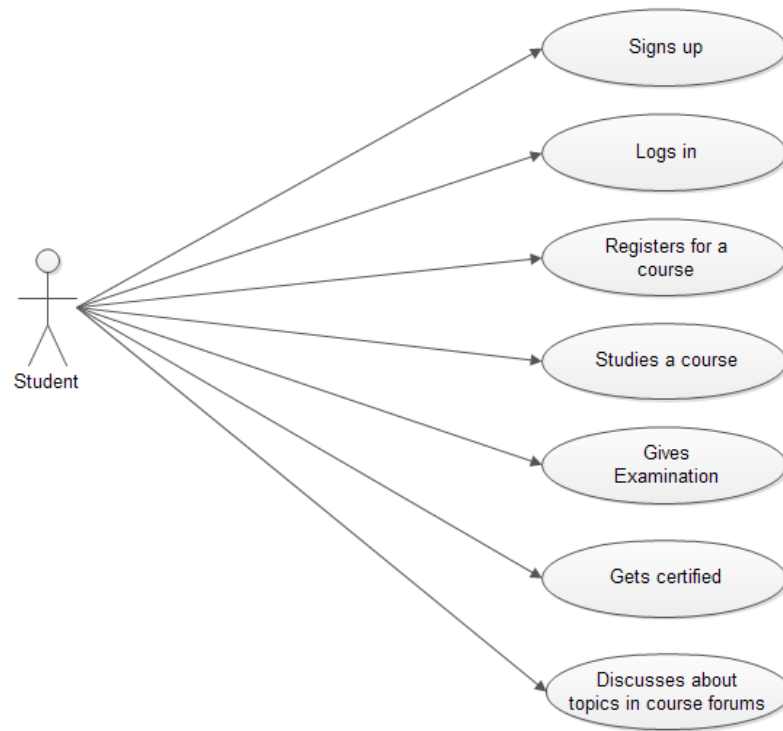 Signs up
Logs in
Registers for a
course
Studies a course
Student
Gives
Examination
Gets certified
Discusses about
topics in course forums